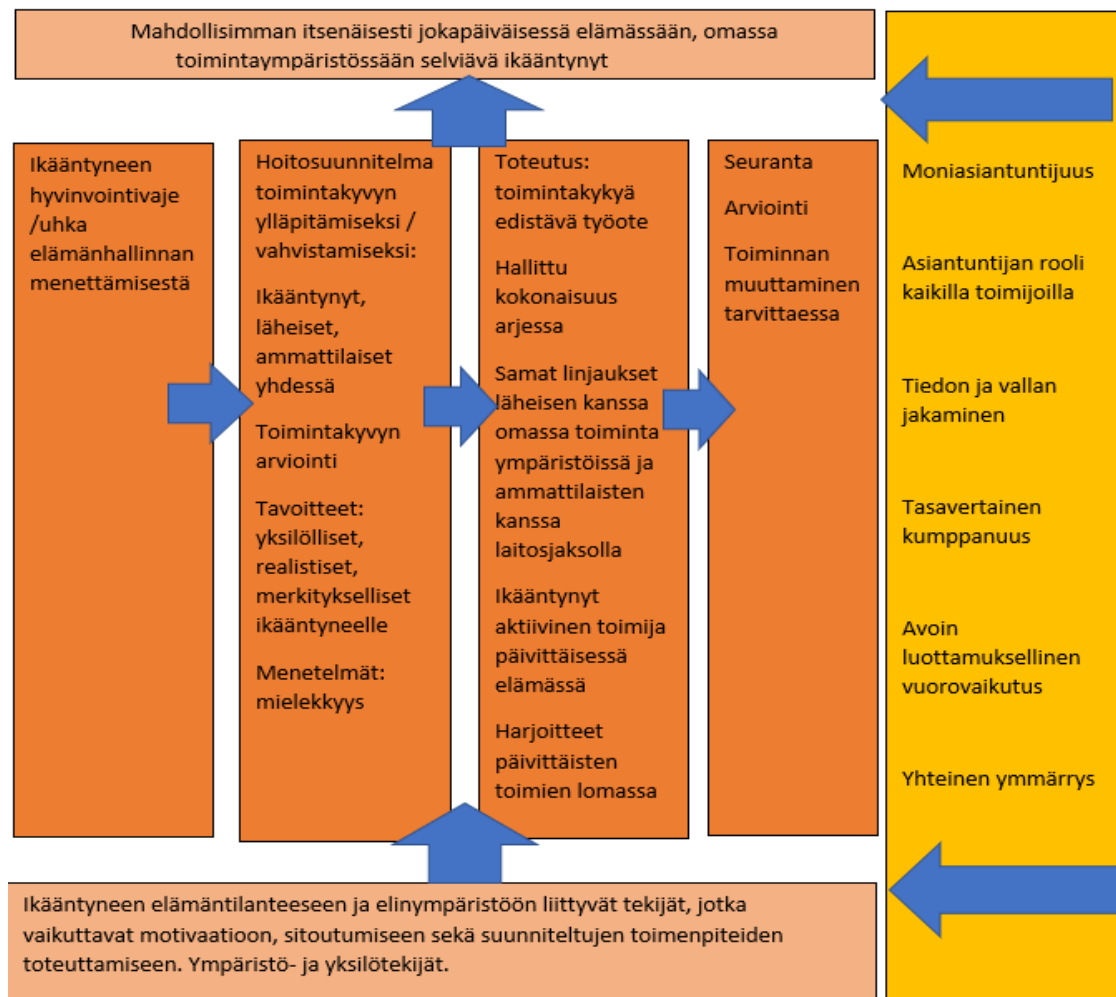 Mahdollisimman itsenäisesti jokapäiväisessä elämässään, omassa
toimintaympäristössään selviävä ikääntynyt
Ikääntyneen
hyvinvointivaje
/uhka
elämänhallinnan
menettämisestä
Hoitosuunnitelma
toimintakyvyn
ylläpitämiseksi /
vahvistamiseksi:
Ikääntynyt,
läheiset,
ammattilaiset
yhdessä
Toimintakyvyn
arviointi
Tavoitteet:
yksilölliset,
realistiset,
merkitykselliset
ikääntyneelle
Menetelmät:
mielekkyys
Toteutus:
toimintakykyä
edistävä työote
Hallittu
kokonaisuus
arjessa
Samat linjaukset
läheisen kanssa
omassa toiminta
ympäristöissä ja
ammattilaisten
kanssa
laitosjaksolla
Ikääntynyt
aktiivinen toimija
päivittäisessä
elämässä
Harjoitteet
päivittäisten
toimien lomassa
Seuranta
Arviointi
Toiminnan
muuttaminen
tarvittaessa
Moniasiantuntijuus
Asiantuntijan rooli
kaikilla toimijoilla
Tiedon ja vallan
jakaminen
Tasavertainen
kumppanuus
Avoin
luottamuksellinen
vuorovaikutus
Yhteinen ymmärrys
Ikääntyneen elämäntilanteeseen ja elinympäristöön liittyvät tekijät, jotka
vaikuttavat motivaatioon, sitoutumiseen sekä suunniteltujen toimenpiteiden
toteuttamiseen. Ympäristö- ja yksilötekijät.